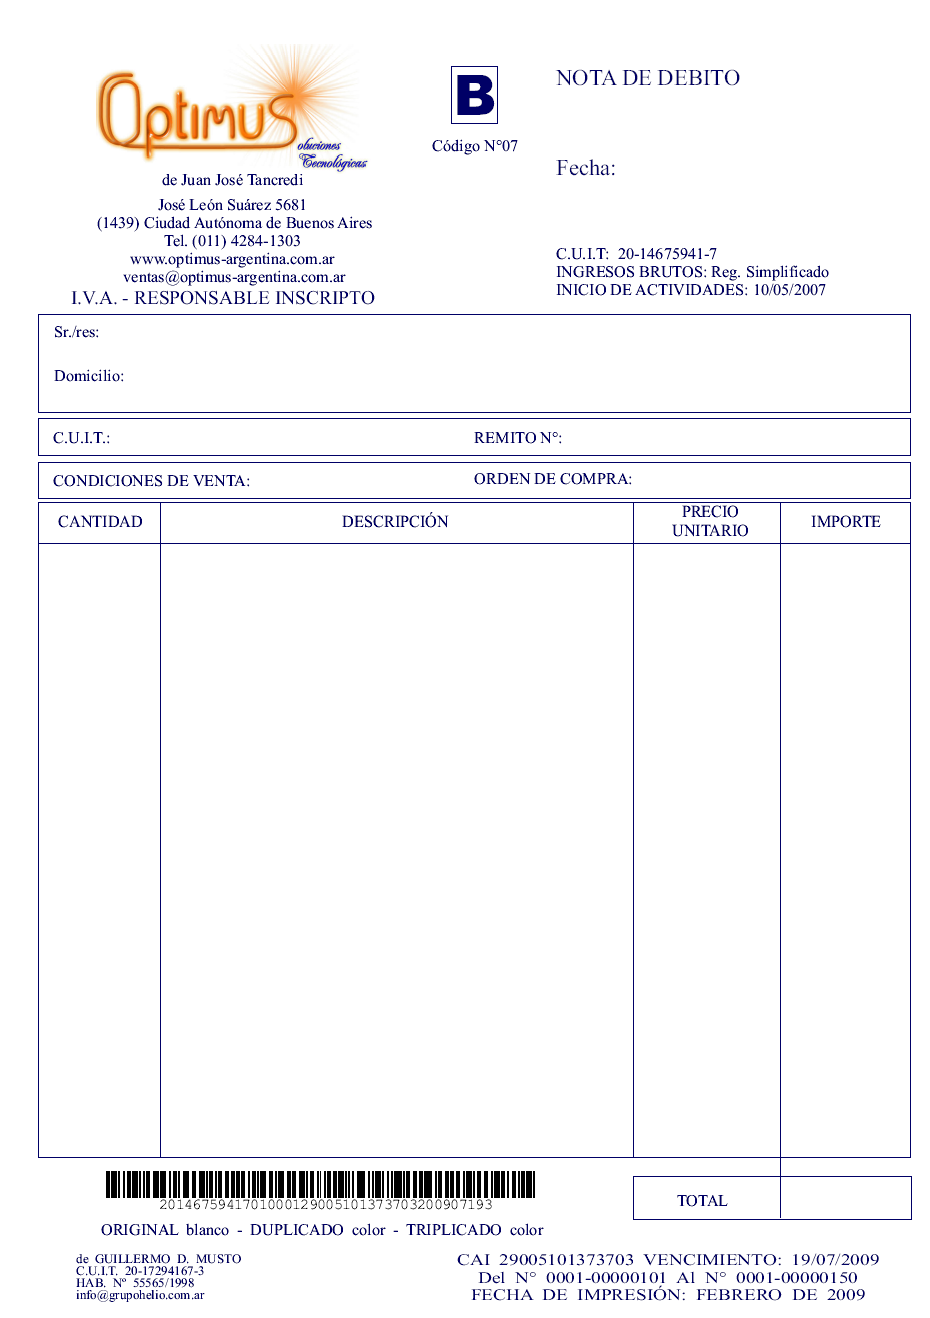 Optimus
oluciones
Tecnológicas
de Juan José Tancredi
José León Suárez 5681
(1439) Ciudad Autónoma de Buenos Aires
Tel. (011) 4284-1303
www.optimus-argentina.com.ar
ventas@optimus-argentina.com.ar
I.V.A. - RESPONSABLE INSCRIPTO
B
Código N°07
NOTA DE DEBITO
Fecha:
C.U.I.T: 20-14675941-7
INGRESOS BRUTOS: Reg. Simplificado
INICIO DE ACTIVIDADES: 10/05/2007
Sr./res:
Domicilio:
C.U.I.T.: REMITO N°:
CONDICIONES DE VENTA: ORDEN DE COMPRA:
CANTIDAD DESCRIPCIÓN PRECIO UNITARIO IMPORTE
2014675941701000129005101373703200907193
TOTAL
ORIGINAL blanco - DUPLICADO color - TRIPLICADO color
de GUILLERMO D. MUSTO
C.U.I.T. 20-17294167-3
HAB. Nº 55565/1998
info@grupohelio.com.ar
CAI 29005101373703 VENCIMIENTO: 19/07/2009
Del N° 0001-00000101 Al N° 0001-00000150
FECHA DE IMPRESIÓN: FEBRERO DE 2009